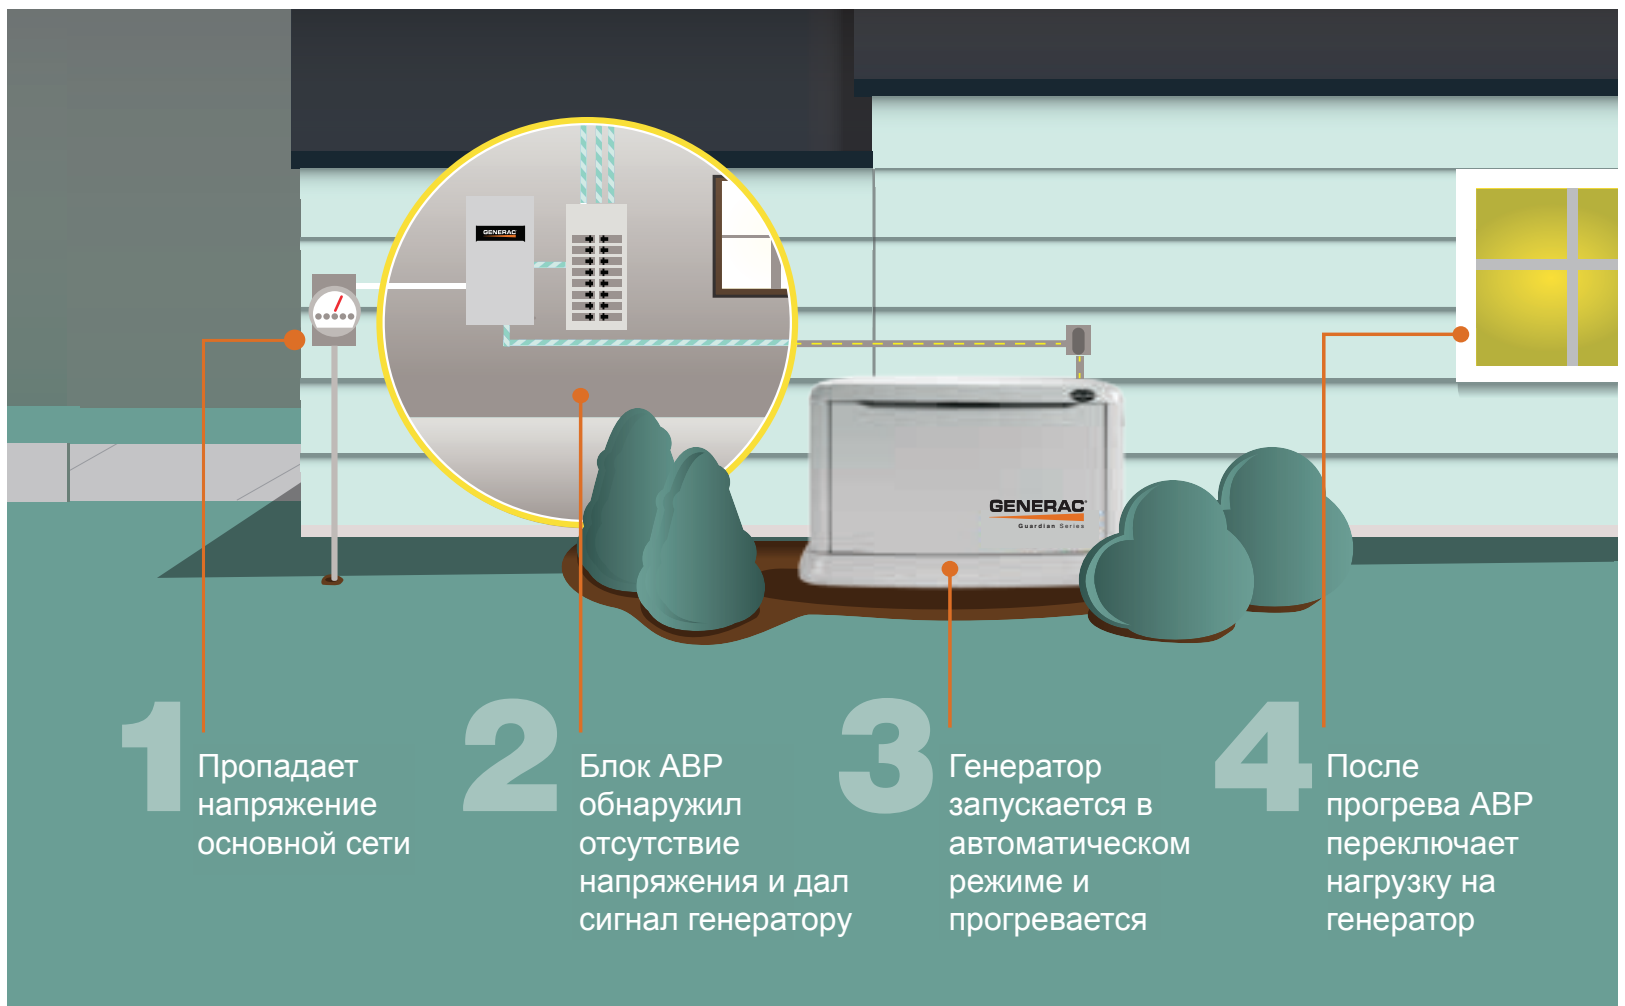 GENERAC
GENERAC
Guardian Series
1
Пропадает
напряжение
основной сети
2
Блок АВР
обнаружил
отсутствие
напряжения и дал
сигнал генератору
3
Генератор
запускается в
автоматическом
режиме и
прогревается
4
После
прогрева АВР
переключает
нагрузку на
генератор